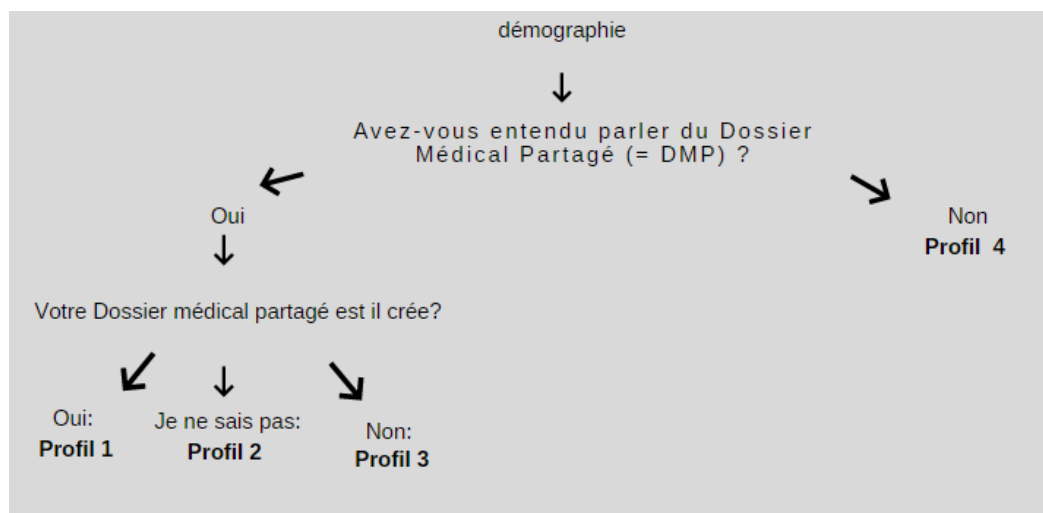 démographie
Avez-vous entendu parler du Dossier
Médical Partagé (= DMP) ?
Oui
Non
Profil 4
Votre Dossier médical partagé est il crée?
Oui:
Profil 1
Je ne sais pas:
Profil 2
Non:
Profil 3